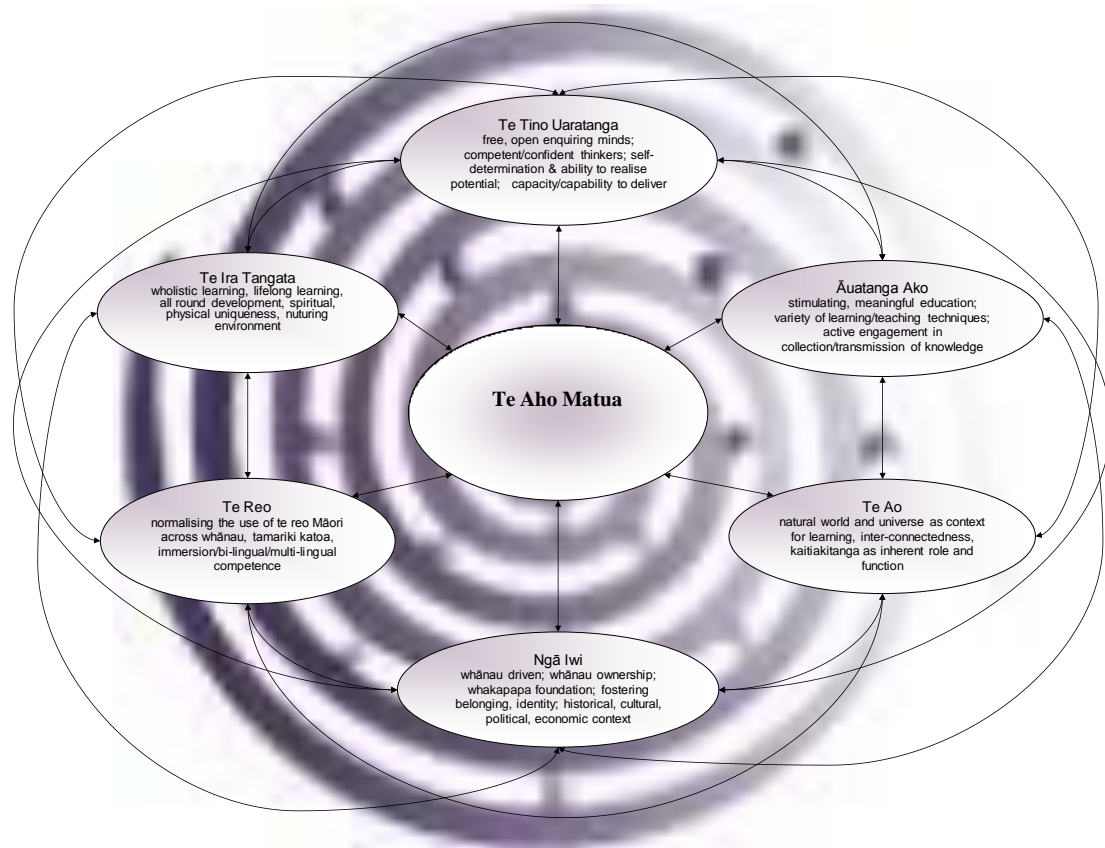 Te Tino Uaratanga
free, open enquiring minds;
competent/confident thinkers; self-
determination & ability to realise
potential; capacity/capability to deliver
Te Ira Tangata
wholistic learning, lifelong learning,
all round development, spiritual,
physical uniqueness, nuturing
environment
Āuatanga Ako
stimulating, meaningful education;
variety of learning/teaching techniques;
active engagement in
collection/transmission of knowledge
Te Aho Matua
Te Reo
normalising the use of te reo Māori
across whānau, tamariki katoa,
immersion/bi-lingual/multi-lingual
competence
Te Ao
natural world and universe as context
for learning, inter-connectedness,
kaitiakitanga as inherent role and
function
Ngā Iwi
whānau driven; whānau ownership;
whakapapa foundation; fostering
belonging, identity; historical, cultural,
political, economic context